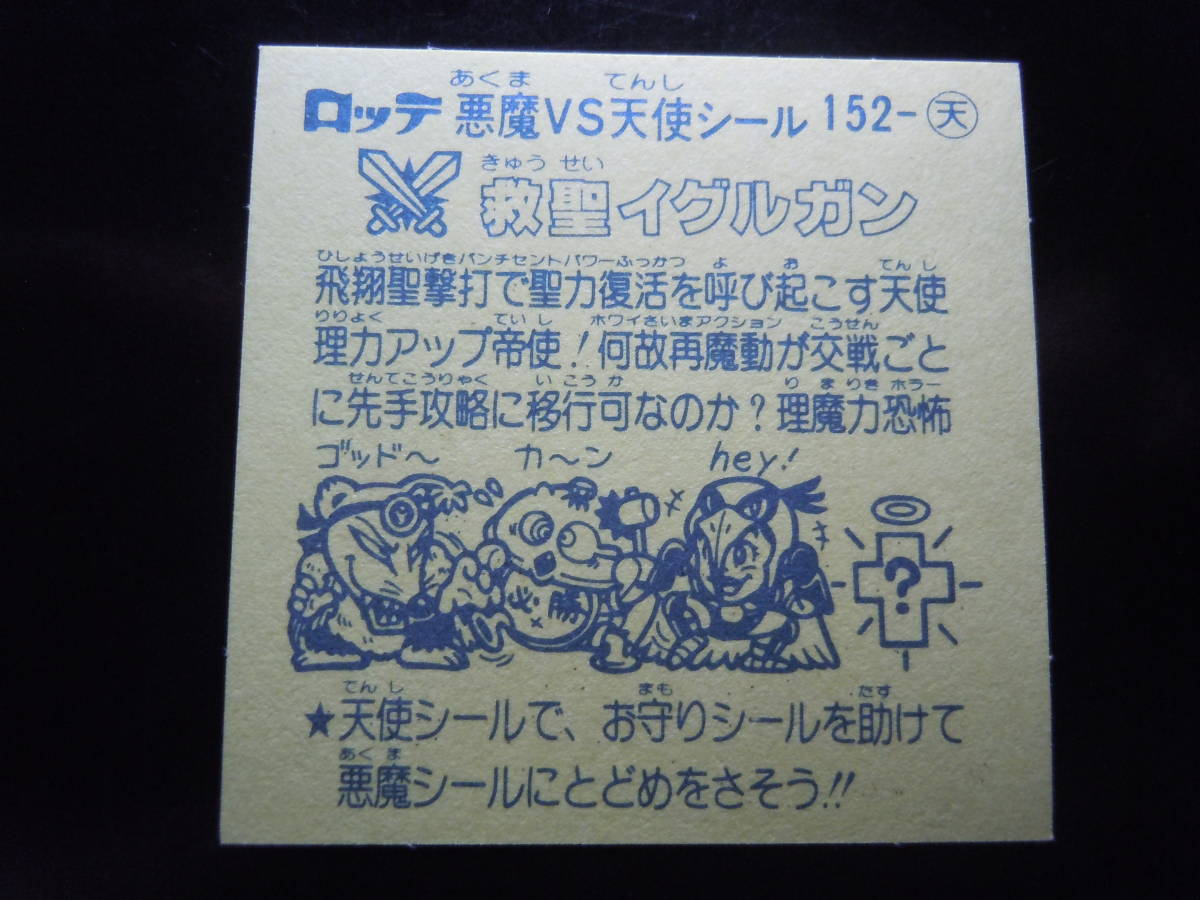 あくま てんし
ロッテ 悪魔VS天使シール 152-天
きゅう せい
救聖イグルガン
ひしょうせいげきパンチセントパワーふっかつ よ お てんし
飛翔聖撃打で聖力復活を呼び起こす天使
りりょく ていし ホワイさいまアクション こうせん
理力アップ帝使!何故再魔動が交戦ごと
せんてこうりゃく いこうか りまりきホラー
に先手攻略に移行可なのか?理魔力恐怖
ゴッド〜 カ〜ン hey!
必勝
?
てんし まも たす
★天使シールで、お守りシールを助けて
あくま
悪魔シールにとどめをさそう!!